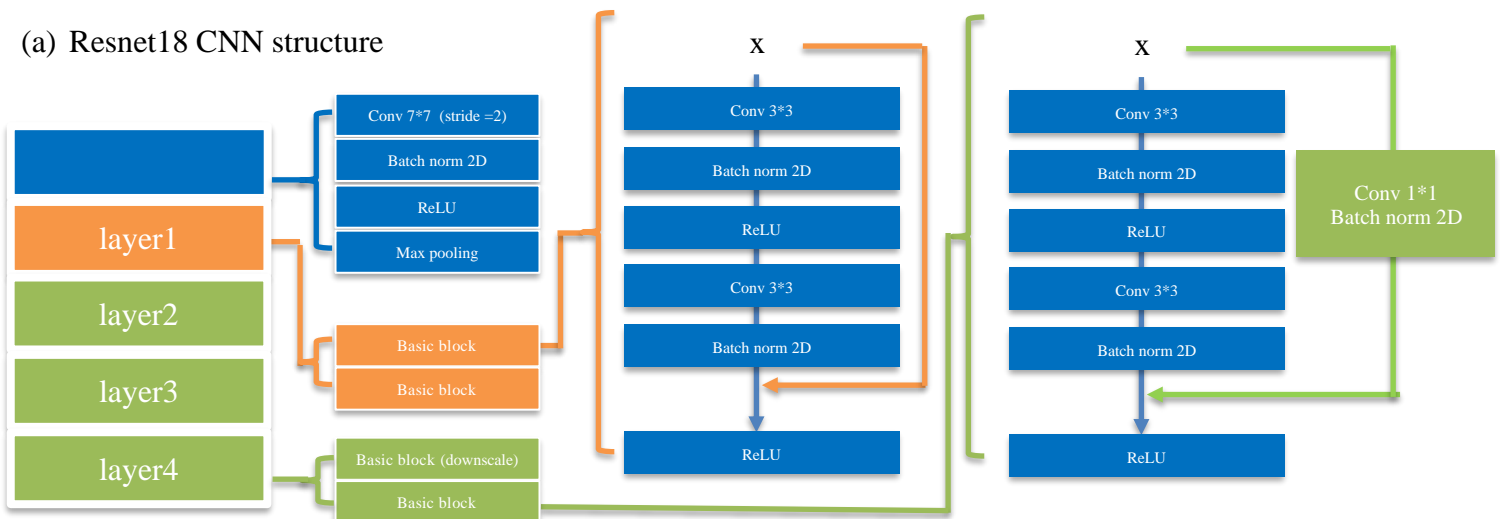 (a) Resnet18 CNN structure
layer1
layer2
layer3
layer4
Conv 7*7 (stride =2)
Batch norm 2D
ReLU
Max pooling
Basic block
Basic block
Basic block (downscale)
Basic block
x
Conv 3*3
Batch norm 2D
ReLU
Conv 3*3
Batch norm 2D
ReLU
x
Conv 3*3
Batch norm 2D
ReLU
Conv 3*3
Batch norm 2D
ReLU
Conv 1*1
Batch norm 2D